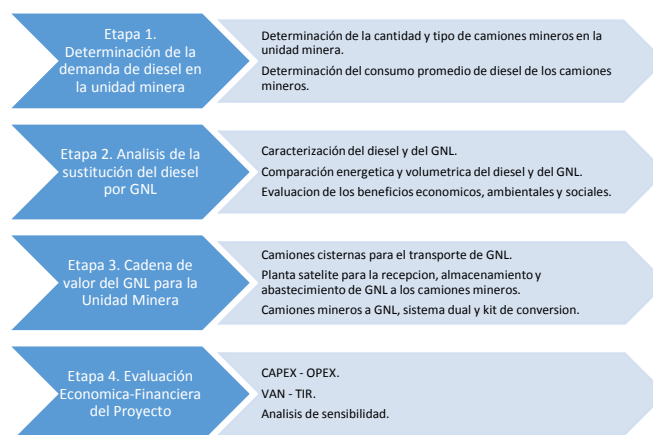 Etapa 1.
Determinación de la
demanda de diesel en
la unidad minera
Determinación de la cantidad y tipo de camiones mineros en la
unidad minera.
Determinación del consumo promedio de diesel de los camiones
mineros.
Etapa 2. Analisis de la
sustitución del diesel
por GNL
Caracterización del diesel y del GNL.
Comparación energetica y volumetrica del diesel y del GNL.
Evaluacion de los beneficios economicos, ambientales y sociales.
Etapa 3. Cadena de
valor del GNL para la
Unidad Minera
Camiones cisternas para el transporte de GNL.
Planta satelite para la recepcion, almacenamiento y
abastecimiento de GNL a los camiones mineros.
Camiones mineros a GNL, sistema dual y kit de conversion.
Etapa 4. Evaluación
Economica-Financiera
del Proyecto
CAPEX - OPEX.
VAN - TIR.
Analisis de sensibilidad.